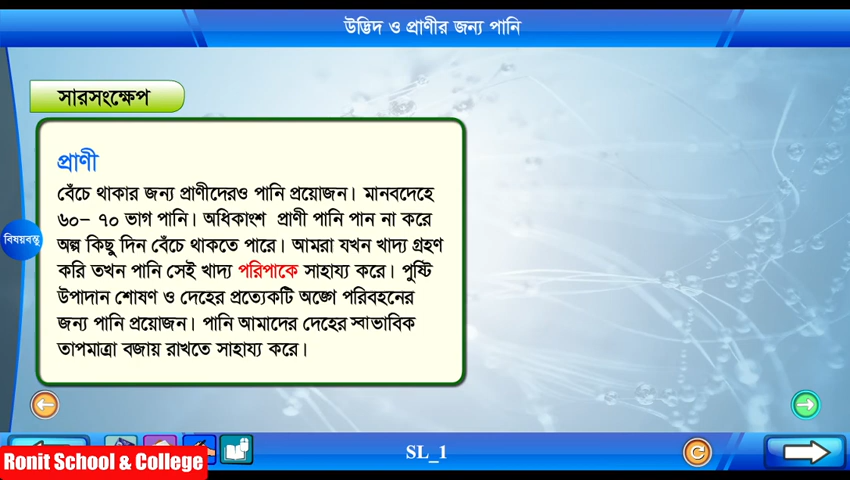 উদ্ভিদ ও প্রাণীর জন্য পানি
সারসংক্ষেপ
প্রাণী
বেঁচে থাকার জন্য প্রাণীদেরও পানি প্রয়োজন। মানবদেহে
৬০– ৭০ ভাগ পানি। অধিকাংশ প্রাণী পানি পান না করে
অল্প কিছু দিন বেঁচে থাকতে পারে। আমরা যখন খাদ্য গ্রহণ
করি তখন পানি সেই খাদ্য পরিপাকে সাহায্য করে। পুষ্টি
উপাদান শোষণ ও দেহের প্রত্যেকটি অঙ্গে পরিবহনের
জন্য পানি প্রয়োজন। পানি আমাদের দেহের স্বাভাবিক
তাপমাত্রা বজায় রাখতে সাহায্য করে।
বিষয়বস্তু
SL_1
Ronit School & College